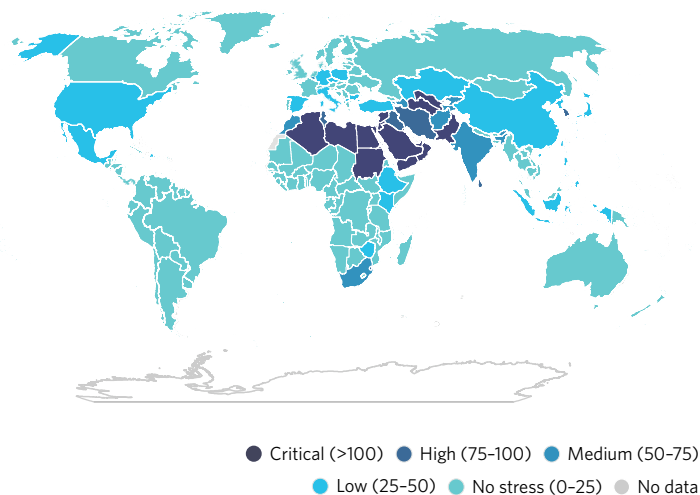 Critical (>100) High (75–100) Medium (50–75)
Low (25–50) No stress (0–25) No data